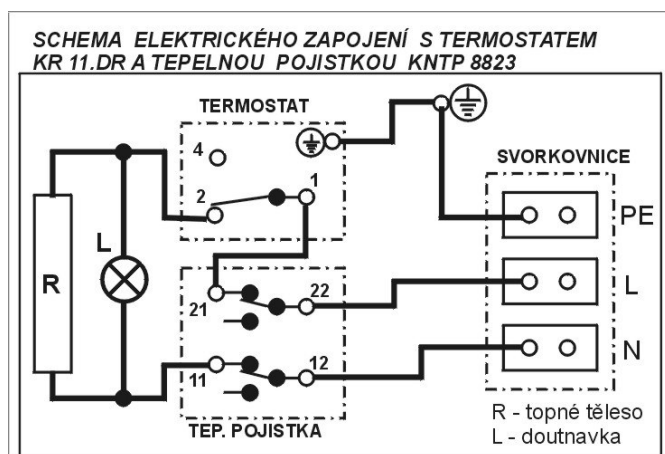 SCHEMA ELEKTRICKÉHO ZAPOJENÍ S TERMOSTATEM
KR 11.DR A TEPELNOU POJISTKOU KNTP 8823
TERMOSTAT
SVORKOVNICE
4
2
1
PE
L
R
21
22
L
11
12
N
TEP. POJISTKA
R - topné těleso
L - doutnavka